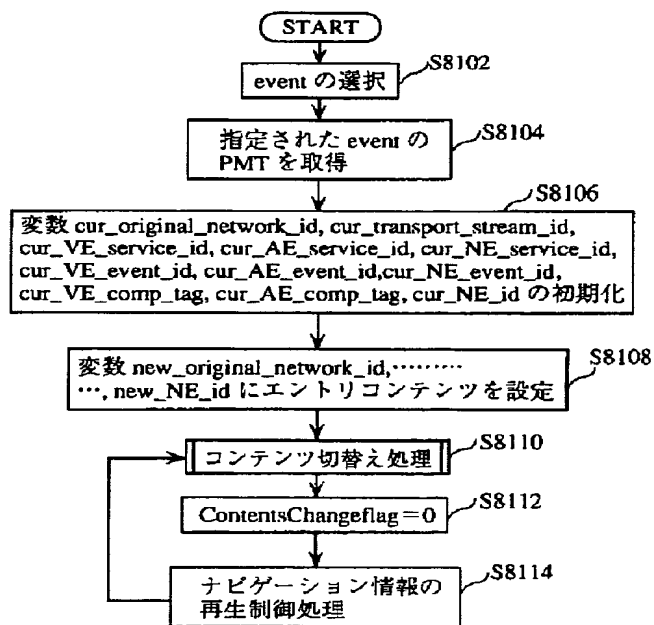 START
S8102
event の選択
S8104
指定された event の
PMT を取得
S8106
変数 cur_original_network_id, cur_transport_stream_id,
cur_VE_service_id, cur_AE_service_id, cur_NE_service_id,
cur_VE_event_id, cur_AE_event_id,cur_NE_event_id,
cur_VE_comp_tag, cur_AE_comp_tag, cur_NE_id の初期化
S8108
変数 new_original_network_id,………
…, new_NE_id にエントリコンテンツを設定
S8110
コンテンツ切替え処理
S8112
ContentsChangeflag=0
S8114
ナビゲーション情報の
再生制御処理